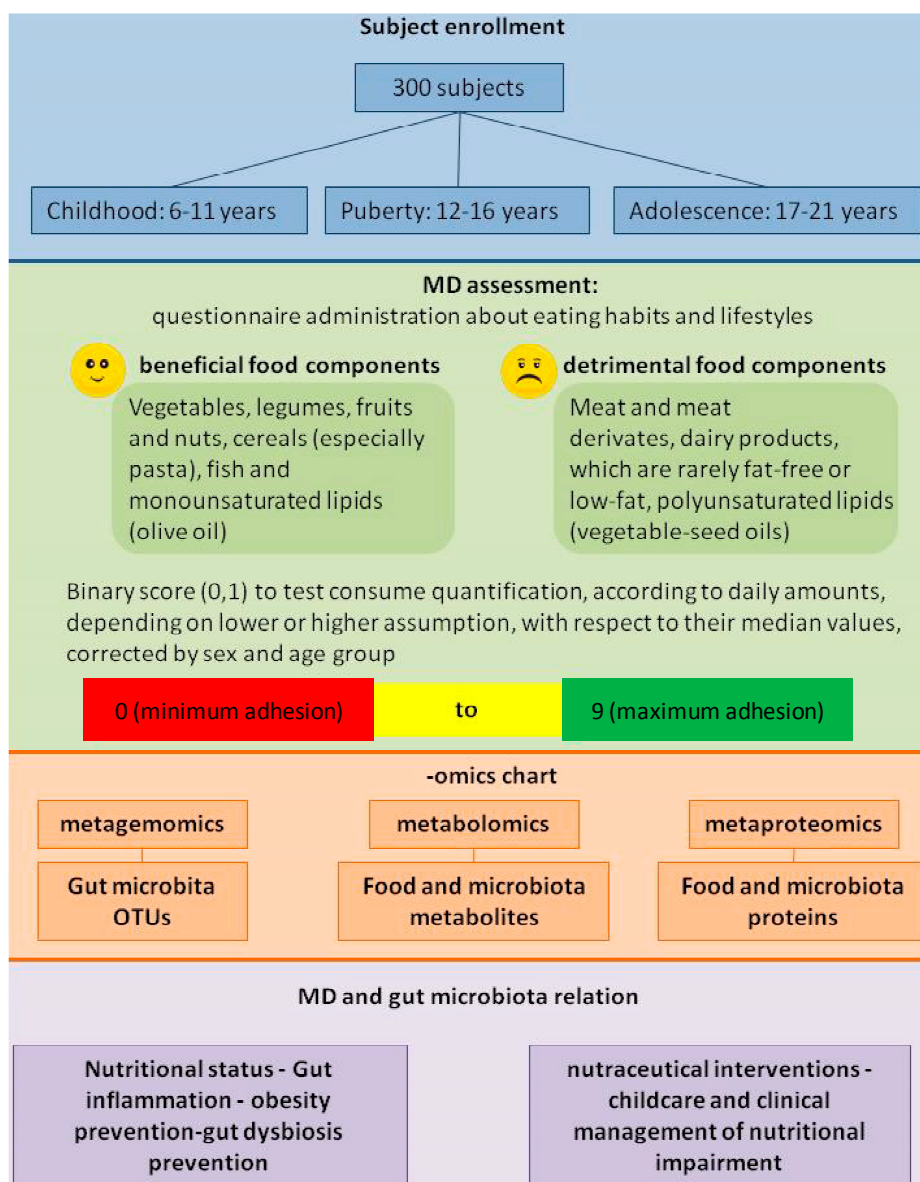 Subject enrollment
300 subjects
Childhood: 6-11 years
Puberty: 12-16 years
Adolescence: 17-21 years
MD assessment:
questionnaire administration about eating habits and lifestyles
beneficial food components
Vegetables, legumes, fruits
and nuts, cereals (especially
pasta), fish and
monounsaturated lipids
(olive oil)
detrimental food components
Meat and meat
derivates, dairy products,
which are rarely fat-free or
low-fat, polyunsaturated lipids
(vegetable-seed oils)
Binary score (0,1) to test consume quantification, according to daily amounts,
depending on lower or higher assumption, with respect to their median values,
corrected by sex and age group
0 (minimum adhesion)
to
9 (maximum adhesion)
-omics chart
metagemomics
metabolomics
metaproteomics
Gut microbita
OTUs
Food and microbiota
metabolites
Food and microbiota
proteins
MD and gut microbiota relation
Nutritional status - Gut
inflammation - obesity
prevention-gut dysbiosis
prevention
nutraceutical interventions -
childcare and clinical
management of nutritional
impairment